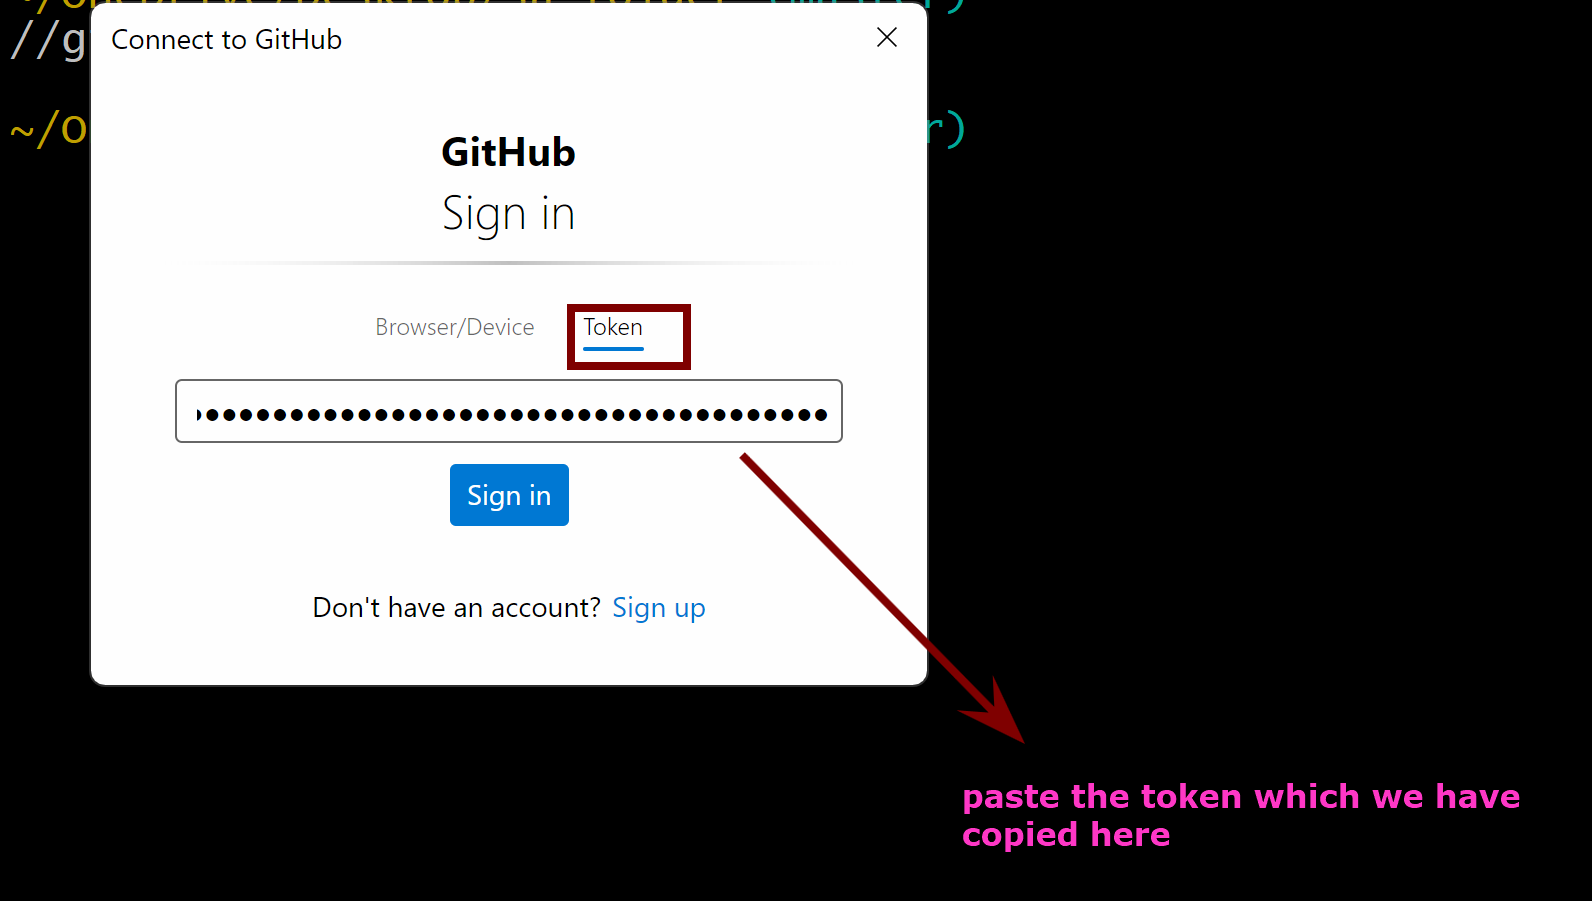 //g
Connect to GitHub
~/o
r)
GitHub
Sign in
Browser/Device
Token
Sign in
Don't have an account? Sign up
paste the token which we have
copied here